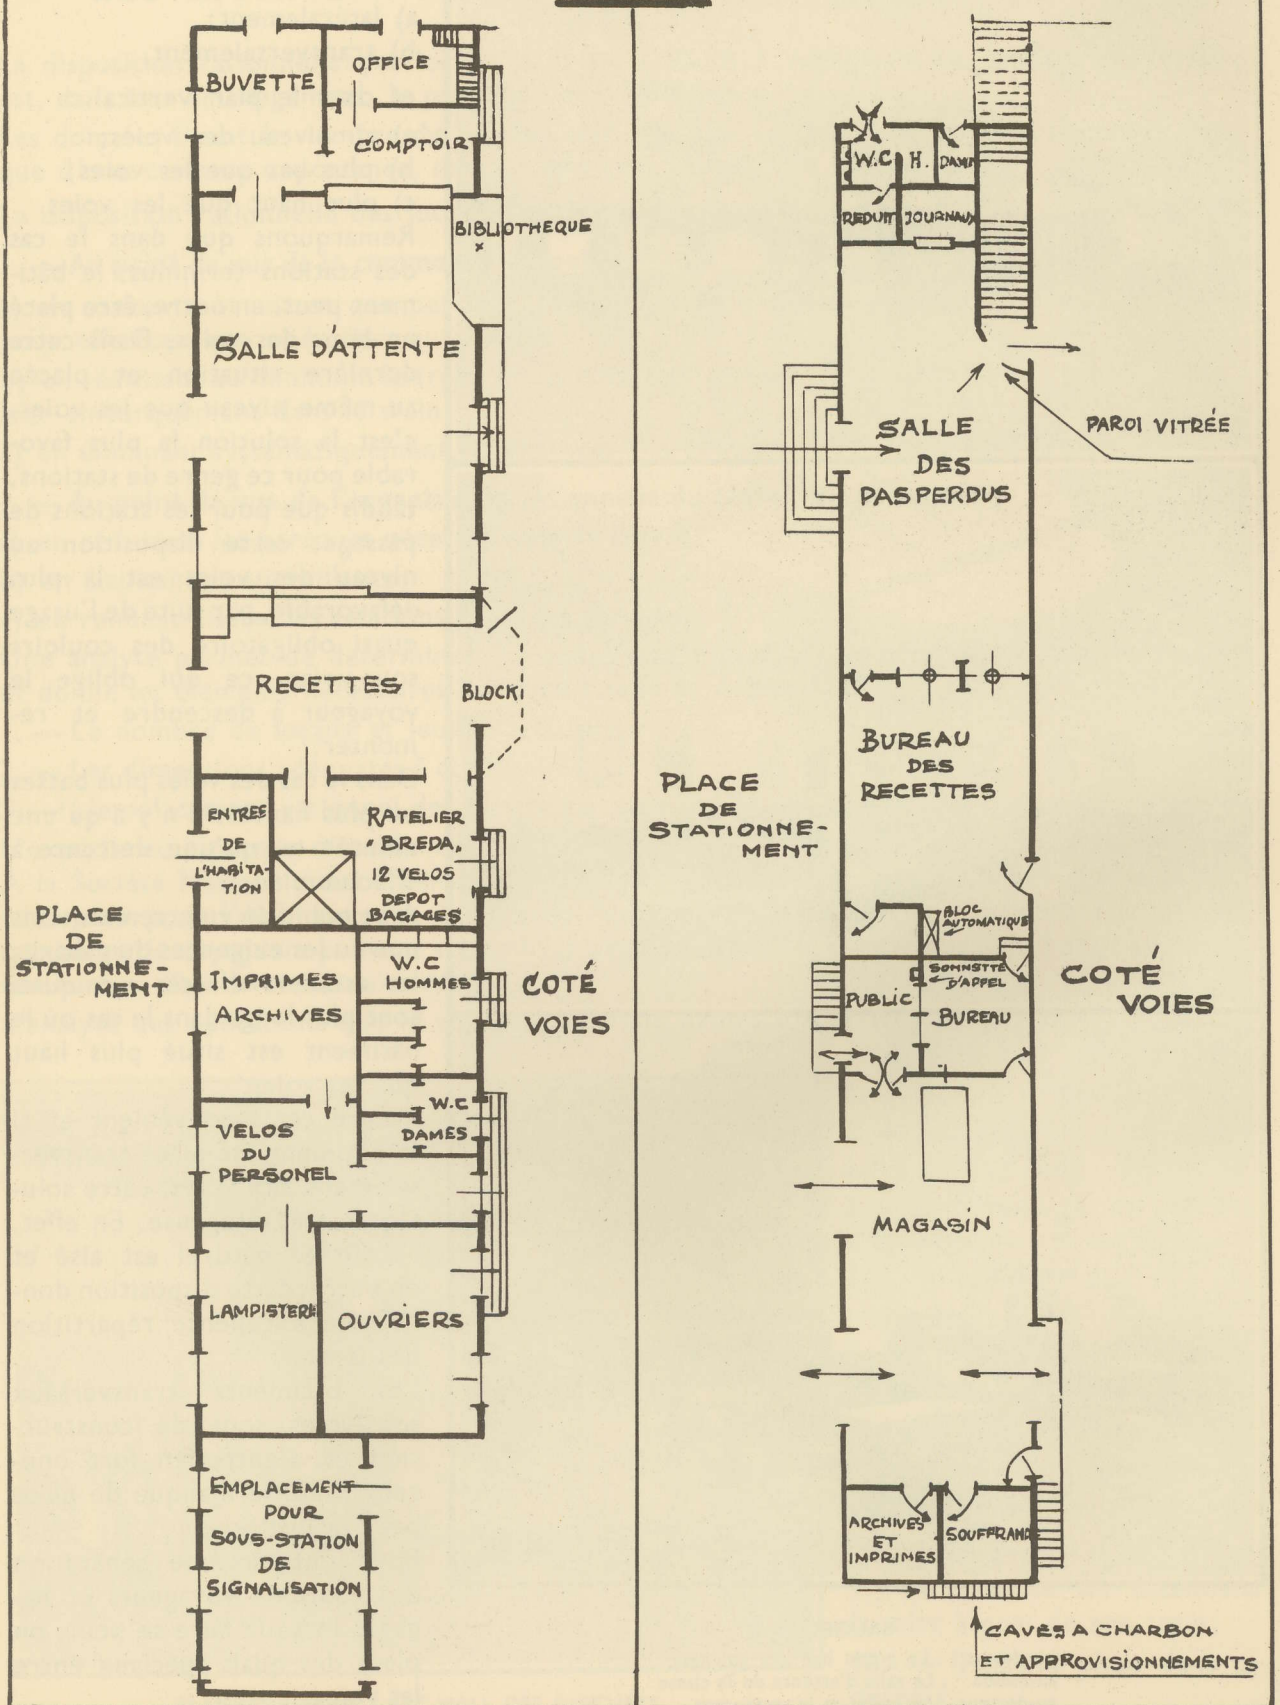 BUVETTE
OFFICE
COMPTOIR
BIBLIOTHEQUE
SALLE D'ATTENTE
RECETTES
BLOCK
ENTREE
DE
L'HABITA-
TION
RATELIER
"BREDA"
12 VELOS
DEPOT
BAGAGES
PLACE
DE
STATIONNE-
MENT
IMPRIMES
ARCHIVES
W.C
HOMMES
COTÉ
VOIES
W.C
DAMES
VELOS
DU
PERSONEL
LAMPISTERIE
OUVRIERS
EMPLACEMENT
POUR
SOUS-STATION
DE
SIGNALISATION
W.C
H.
DAM
REDUIT
JOURNAUX
PAROI VITRÉE
SALLE
DES
PAS PERDUS
PLACE
DE
STATIONNE-
MENT
BUREAU
DES
RECETTES
BLOC
AUTOMATIQUE
SONNETTE
D'APPEL
PUBLIC
BUREAU
COTÉ
VOIES
MAGASIN
ARCHIVES
ET
IMPRIMES
SOUFFRANCE
CAVES A CHARBON
ET APPROVISIONNEMENTS